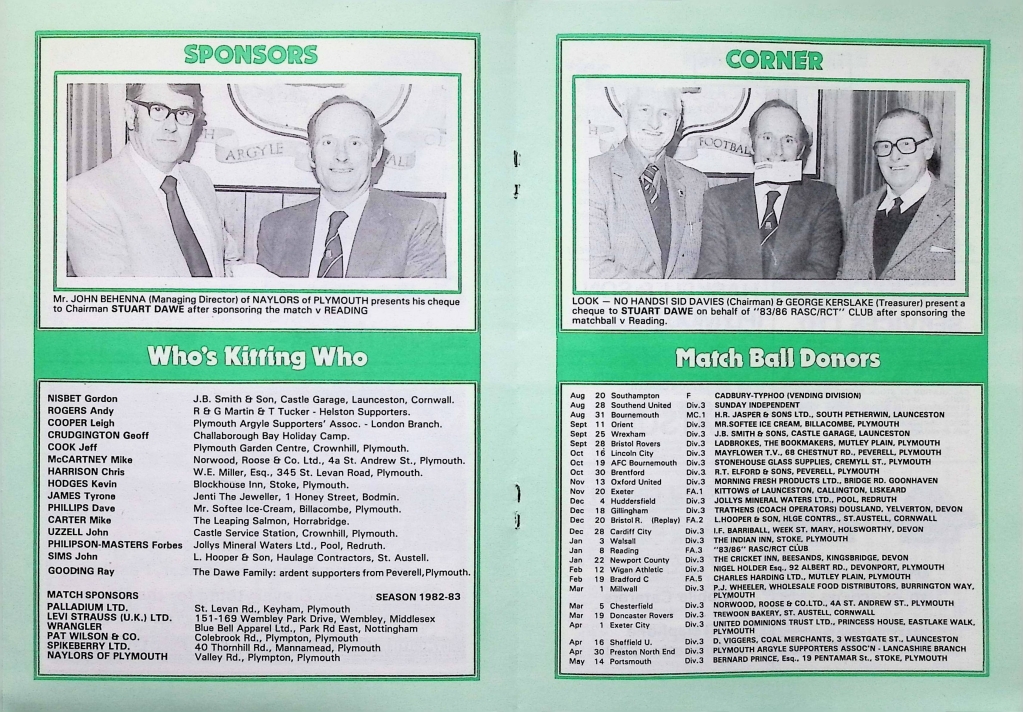 SPONSORS
ARGYLE
AL
Mr. JOHN BEHENNA (Managing Director) of NAYLORS of PLYMOUTH presents his cheque
to Chairman STUART DAWE after sponsoring the match v READING
Who's Kitting Who
NISBET Gordon J.B. Smith & Son, Castle Garage, Launceston, Cornwall.
ROGERS Andy R & G Martin & T Tucker - Helston Supporters.
COOPER Leigh Plymouth Argyle Supporters' Assoc. - London Branch.
CRUDGINGTON Geoff Challaborough Bay Holiday Camp.
COOK Jeff Plymouth Garden Centre, Crownhill, Plymouth.
McCARTNEY Mike Norwood, Roose & Co. Ltd., 4a St. Andrew St., Plymouth.
HARRISON Chris W.E. Miller, Esq., 345 St. Levan Road, Plymouth.
HODGES Kevin Blockhouse Inn, Stoke, Plymouth.
JAMES Tyrone Jenti The Jeweller, 1 Honey Street, Bodmin.
PHILLIPS Dave Mr. Softee Ice-Cream, Billacombe, Plymouth.
CARTER Mike The Leaping Salmon, Horrabridge.
UZZELL John Castle Service Station, Crownhill, Plymouth.
PHILIPSON-MASTERS Forbes Jollys Mineral Waters Ltd., Pool, Redruth.
SIMS John L. Hooper & Son, Haulage Contractors, St. Austell.
GOODING Ray The Dawe Family: ardent supporters from Peverell, Plymouth.
MATCH SPONSORS SEASON 1982-83
PALLADIUM LTD. St. Levan Rd., Keyham, Plymouth
LEVI STRAUSS (U.K.) LTD. 151-169 Wembley Park Drive, Wembley, Middlesex
WRANGLER Blue Bell Apparel Ltd., Park Rd East, Nottingham
PAT WILSON & CO. Colebrook Rd., Plympton, Plymouth
SPIKEBERRY LTD. 40 Thornhill Rd., Mannamead, Plymouth
NAYLORS OF PLYMOUTH Valley Rd., Plympton, Plymouth
CORNER
FOOTBALL
LOOK — NO HANDS! SID DAVIES (Chairman) & GEORGE KERSLAKE (Treasurer) present a
cheque to STUART DAWE on behalf of "83/86 RASC/RCT" CLUB after sponsoring the
matchball v Reading.
Match Ball Donors
Aug 20 Southampton F CADBURY-TYPHOO (VENDING DIVISION)
Aug 28 Southend United Div.3 SUNDAY INDEPENDENT
Aug 31 Bournemouth MC.1 H.R. JASPER & SONS LTD., SOUTH PETHERWIN, LAUNCESTON
Sept 11 Orient Div.3 MR.SOFTEE ICE CREAM, BILLACOMBE, PLYMOUTH
Sept 25 Wrexham Div.3 J.B. SMITH & SONS, CASTLE GARAGE, LAUNCESTON
Sept 28 Bristol Rovers Div.3 LADBROKES, THE BOOKMAKERS, MUTLEY PLAIN, PLYMOUTH
Oct 16 Lincoln City Div.3 MAYFLOWER T.V., 68 CHESTNUT RD., PEVERELL, PLYMOUTH
Oct 19 AFC Bournemouth Div.3 STONEHOUSE GLASS SUPPLIES, CREMYLL ST., PLYMOUTH
Oct 30 Brentford Div.3 R.T. ELFORD & SONS, PEVERELL, PLYMOUTH
Nov 13 Oxford United Div.3 MORNING FRESH PRODUCTS LTD., BRIDGE RD. GOONHAVEN
Nov 20 Exeter FA.1 KITTOWS of LAUNCESTON, CALLINGTON, LISKEARD
Dec 4 Huddersfield Div.3 JOLLYS MINERAL WATERS LTD., POOL, REDRUTH
Dec 18 Gillingham Div.3 TRATHENS (COACH OPERATORS) DOUSLAND, YELVERTON, DEVON
Dec 20 Bristol R. (Replay) FA.2 L.HOOPER & SON, HLGE CONTRS., ST.AUSTELL, CORNWALL
Dec 28 Cardiff City Div.3 I.F. BARRIBALL, WEEK ST. MARY, HOLSWORTHY, DEVON
Jan 3 Walsall Div.3 THE INDIAN INN, STOKE, PLYMOUTH
Jan 8 Reading FA.3 "83/86" RASC/RCT CLUB
Jan 22 Newport County Div.3 THE CRICKET INN, BEESANDS, KINGSBRIDGE, DEVON
Feb 12 Wigan Athletic Div.3 NIGEL HOLDER Esq., 92 ALBERT RD., DEVONPORT, PLYMOUTH
Feb 19 Bradford C FA.5 CHARLES HARDING LTD., MUTLEY PLAIN, PLYMOUTH
Mar 1 Millwall Div.3 P.J. WHEELER, WHOLESALE FOOD DISTRIBUTORS, BURRINGTON WAY,
PLYMOUTH
Mar 5 Chesterfield Div.3 NORWOOD, ROOSE & CO.LTD., 4A ST. ANDREW ST., PLYMOUTH
Mar 19 Doncaster Rovers Div.3 TREWOON BAKERY, ST. AUSTELL, CORNWALL
Apr 1 Exeter City Div.3 UNITED DOMINIONS TRUST LTD., PRINCESS HOUSE, EASTLAKE WALK,
PLYMOUTH
Apr 16 Sheffield U. Div.3 D. VIGGERS, COAL MERCHANTS, 3 WESTGATE ST., LAUNCESTON
Apr 30 Preston North End Div.3 PLYMOUTH ARGYLE SUPPORTERS ASSOC'N - LANCASHIRE BRANCH
May 14 Portsmouth Div.3 BERNARD PRINCE, Esq., 19 PENTAMAR St., STOKE, PLYMOUTH